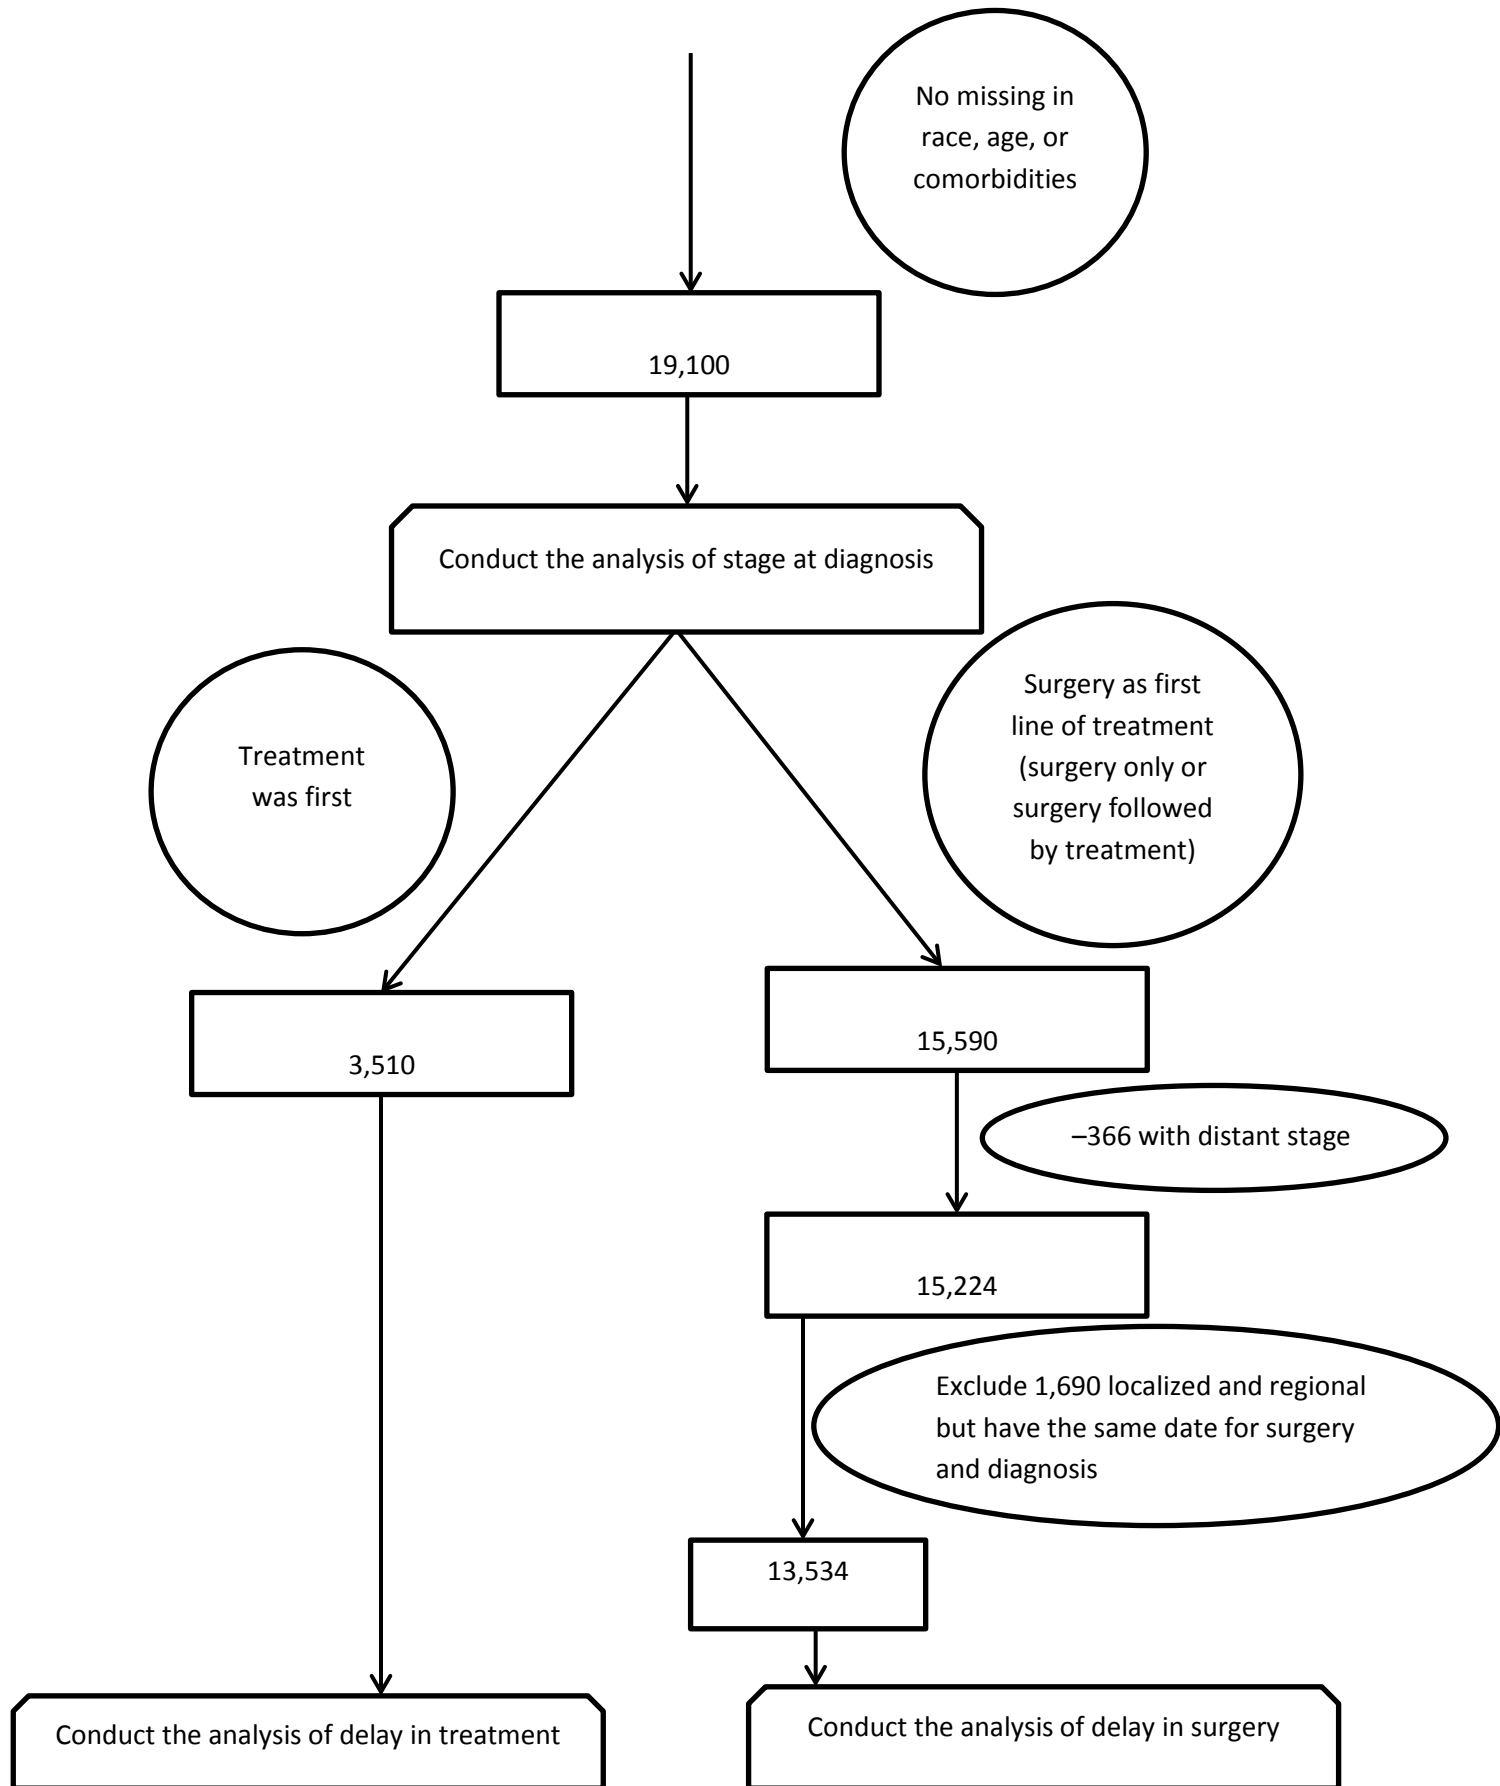 No missing in
race, age, or
comorbidities
19,100
Conduct the analysis of stage at diagnosis
Treatment
was first
Surgery as first
line of treatment
(surgery only or
surgery followed
by treatment)
3,510
15,590
–366 with distant stage
15,224
Exclude 1,690 localized and regional
but have the same date for surgery
and diagnosis
13,534
Conduct the analysis of delay in treatment
Conduct the analysis of delay in surgery